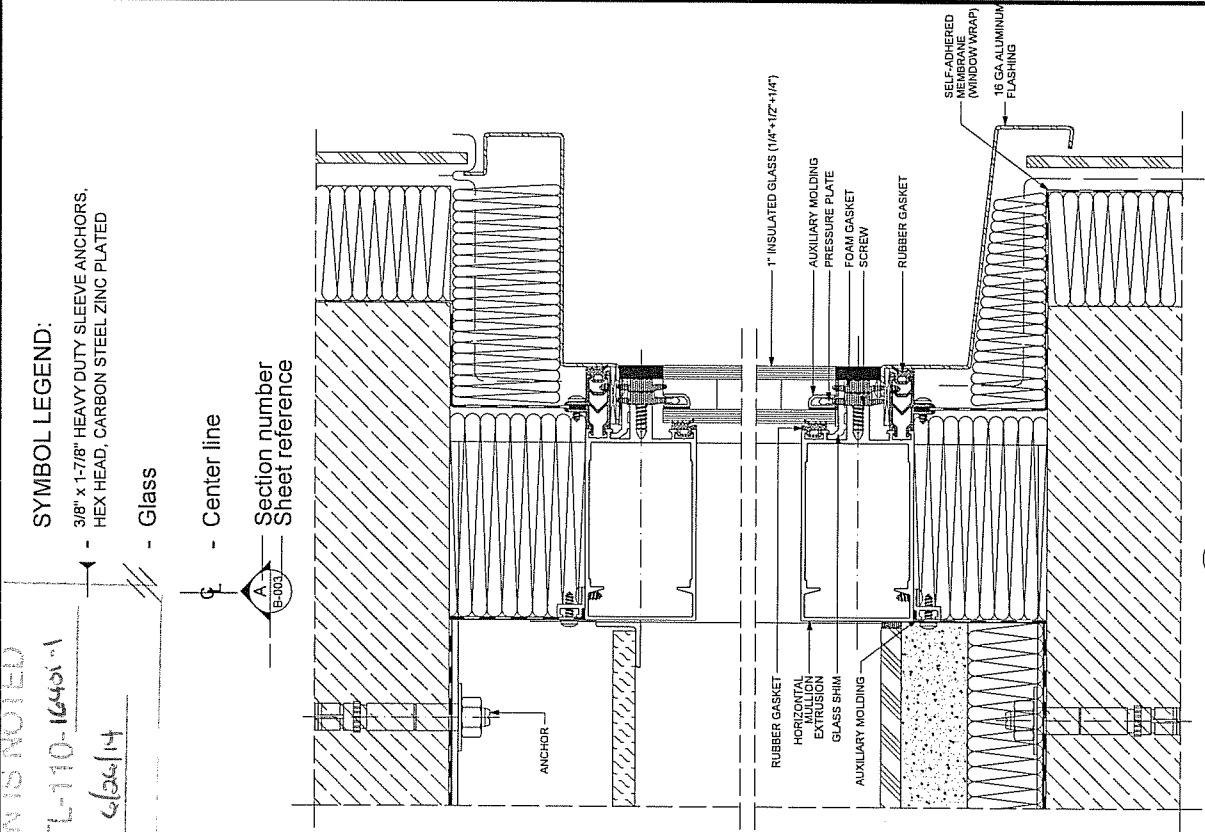 SYMBOL LEGEND:
- 3/8" x 1-7/8" HEAVY DUTY SLEEVE ANCHORS,
HEX HEAD, CARBON STEEL ZINC PLATED
- Glass
- Center line
A
B-003
Section number
Sheet reference
NOTED
L-110-
6/26/14
SELF-ADHERED
MEMBRANE
(WINDOW WRAP)
16 GA ALUMINUM
FLASHING
1" INSULATED GLASS (1/4"+1/2"+1/4")
AUXILIARY MOLDING
PRESSURE PLATE
FOAM GASKET
SCREW
RUBBER GASKET
ANCHOR
RUBBER GASKET
HORIZONTAL
MULLION
EXTRUSION
GLASS SHIM
AUXILIARY MOLDING